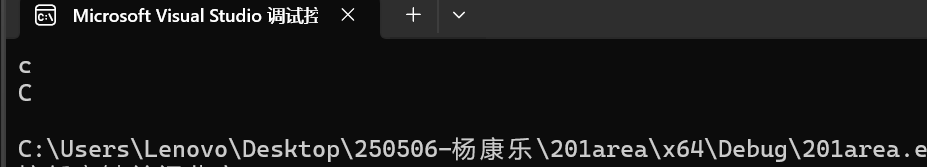 Microsoft Visual Studio 调试控
c
C
C:\Users\Lenovo\Desktop\250506-杨康乐\201area\x64\Debug\201area.e